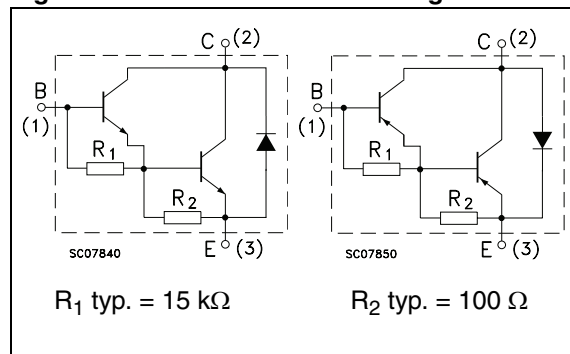 C (2)
B
(1)
R1
R2
SC07840
E (3)
C (2)
B
(1)
R1
R2
SC07850
E (3)
R1 typ. = 15 kΩ
R2 typ. = 100 Ω